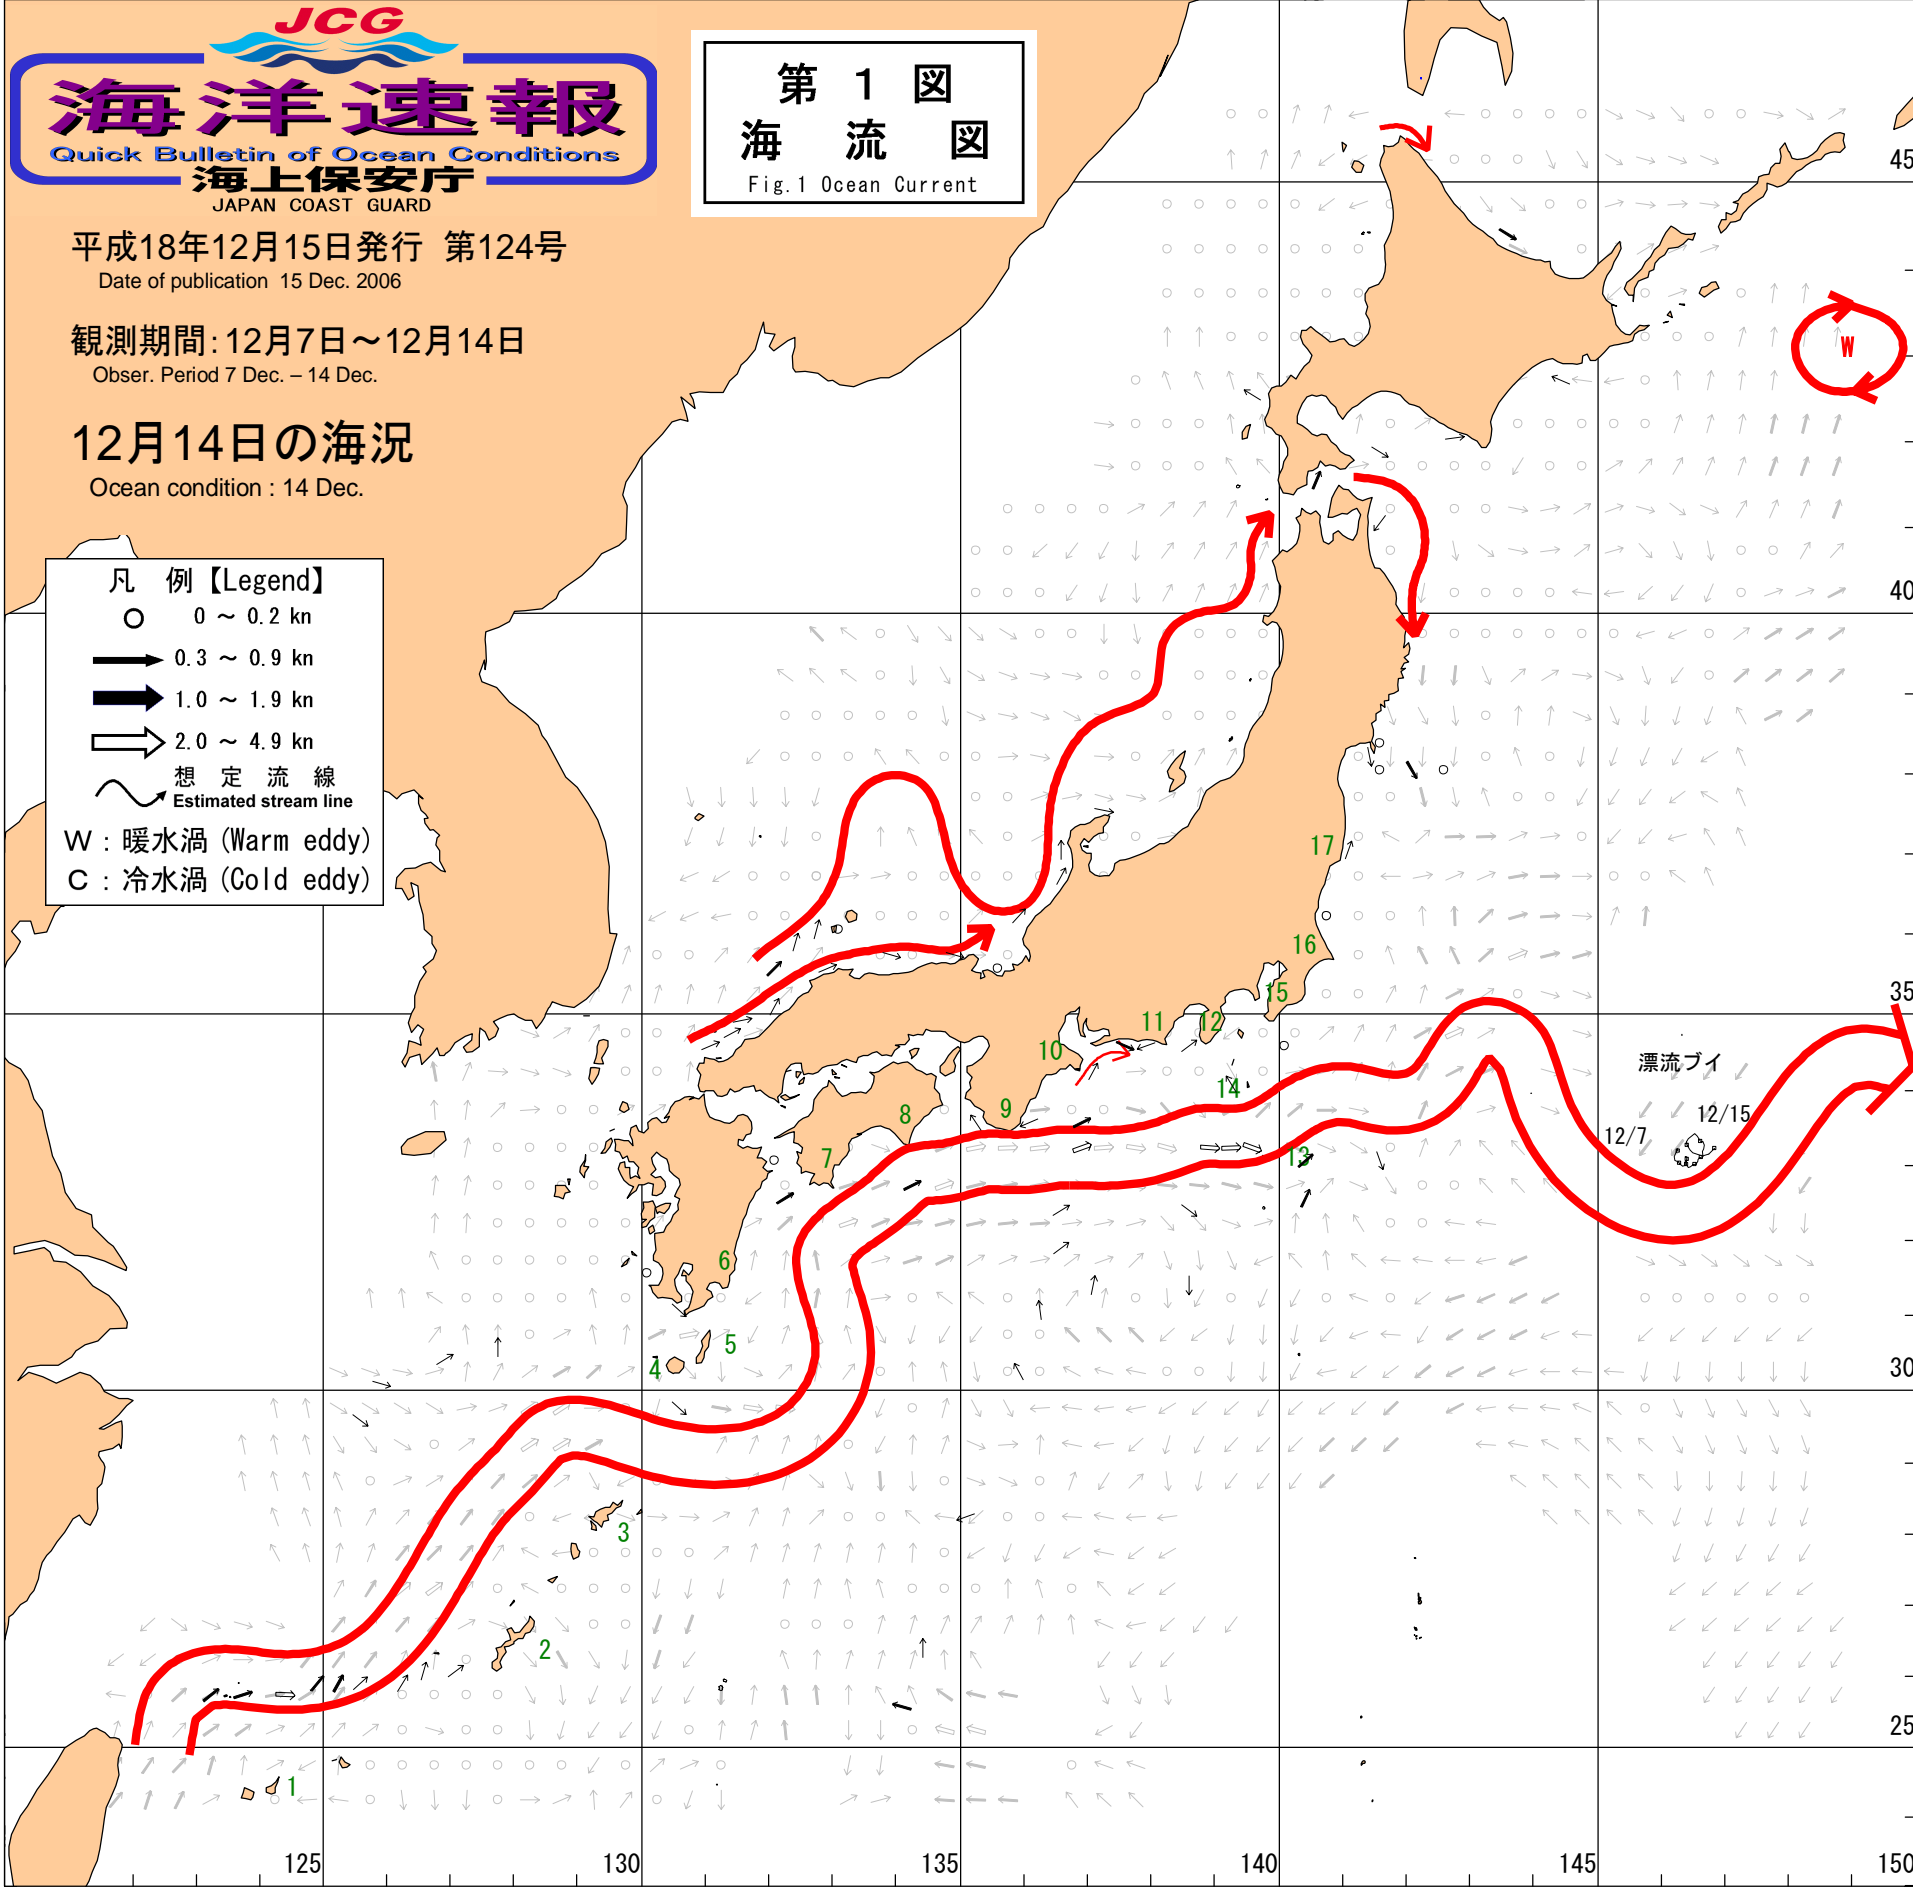 JCG
海洋速報
Quick Bulletin of Ocean Conditions
海上保安庁
JAPAN COAST GUARD
第 1 図
海 流 図
Fig.1 Ocean Current
平成18年12月15日発行 第124号
Date of publication 15 Dec. 2006
観測期間:12月7日～12月14日
Obser. Period 7 Dec. – 14 Dec.
12月14日の海況
Ocean condition : 14 Dec.
凡 例【Legend】
0 ～ 0.2 kn
0.3 ～ 0.9 kn
1.0 ～ 1.9 kn
2.0 ～ 4.9 kn
想 定 流 線
Estimated stream line
W : 暖水渦 (Warm eddy)
C : 冷水渦 (Cold eddy)
45
W
40
17
16
35
15
12
11
10
漂流ブイ
14
12/15
9
8
12/7
13
7
6
5
4
30
3
2
25
1
125
130
135
140
145
150